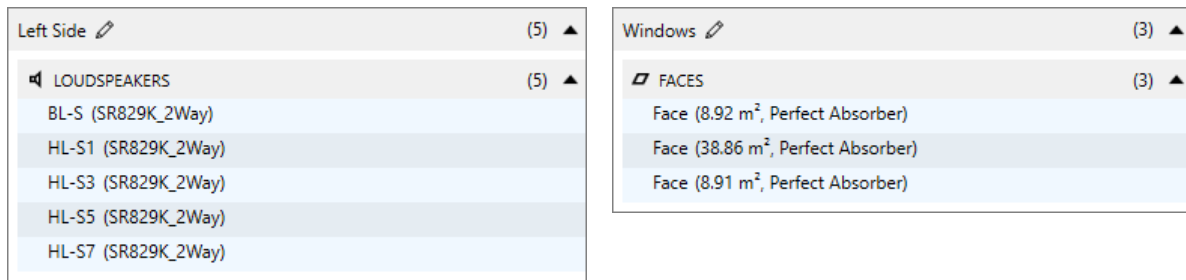 Left Side (5)
LOUDSPEAKERS (5)
BL-S (SR829K_2Way)
HL-S1 (SR829K_2Way)
HL-S3 (SR829K_2Way)
HL-S5 (SR829K_2Way)
HL-S7 (SR829K_2Way)
Windows (3)
FACES (3)
Face (8.92 m², Perfect Absorber)
Face (38.86 m², Perfect Absorber)
Face (8.91 m², Perfect Absorber)